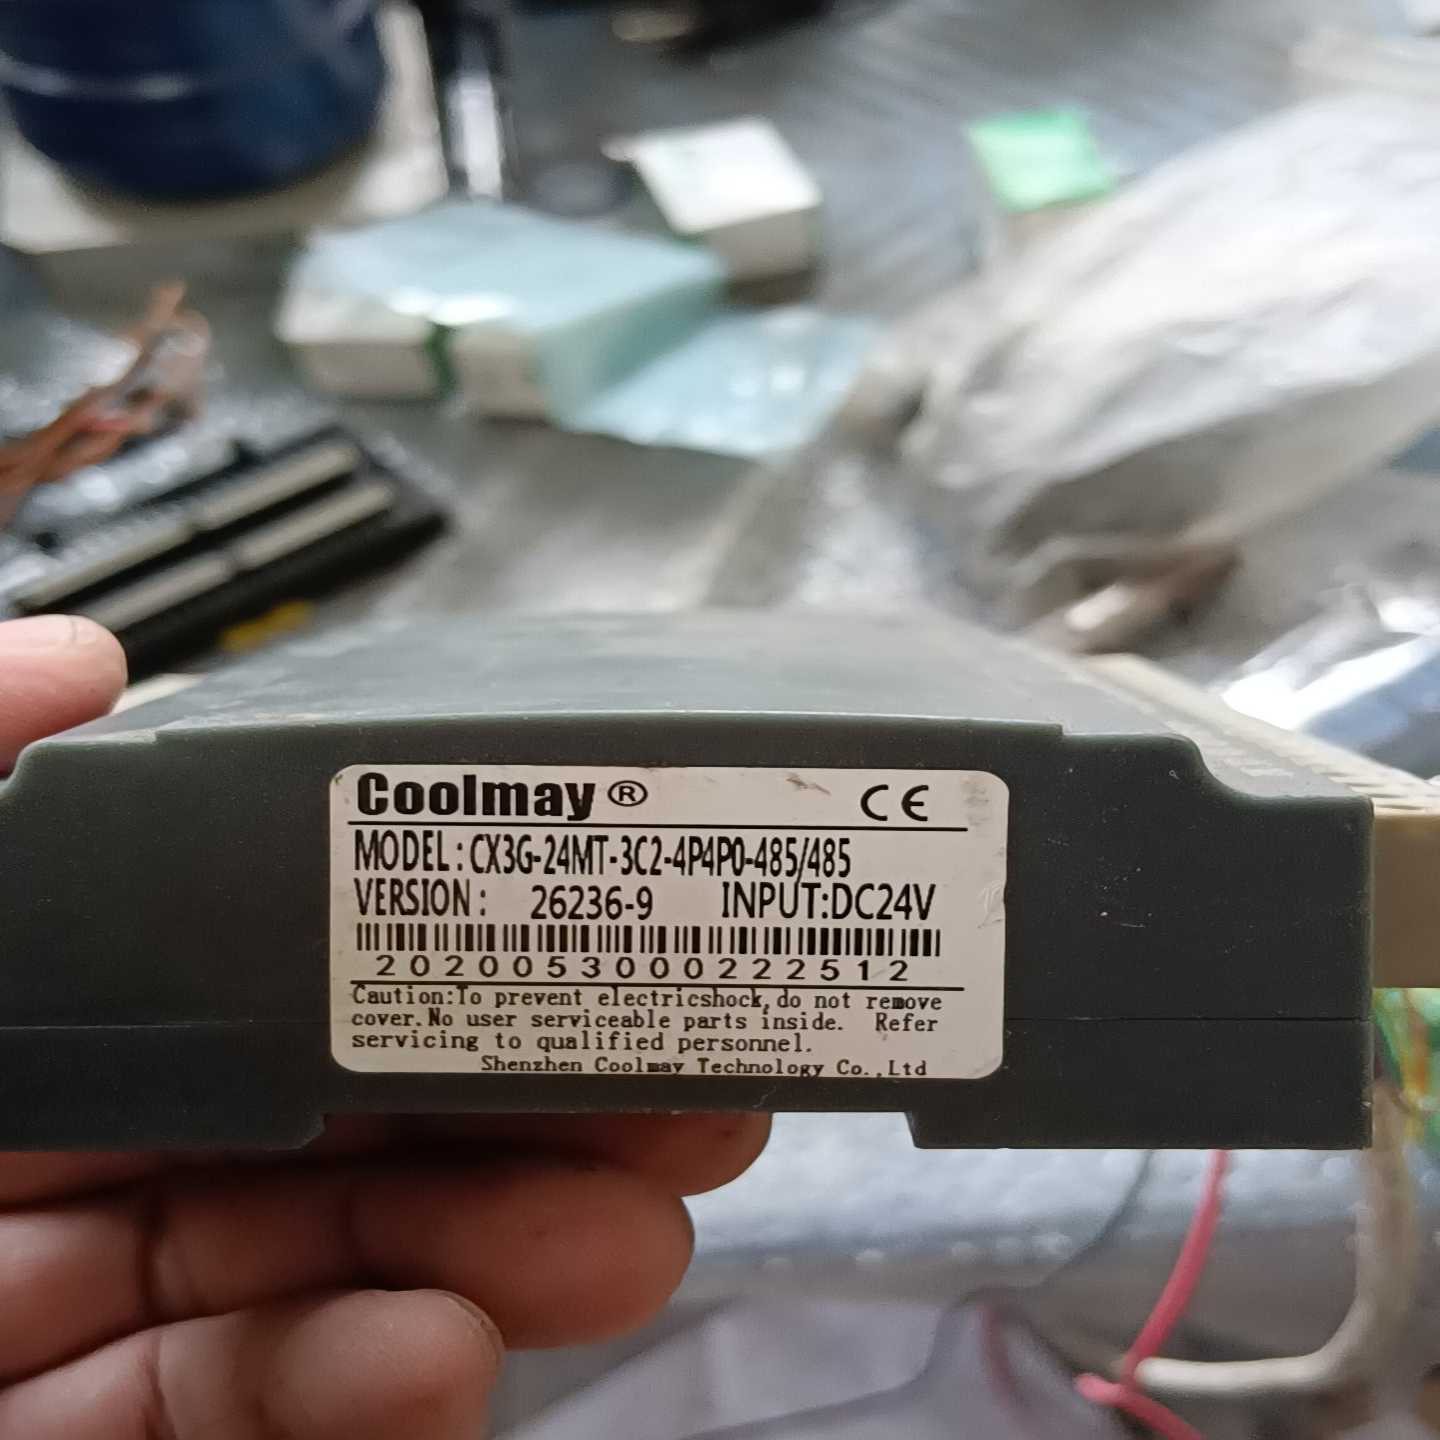 Coolmay ® CE
MODEL: CX3G-24MT-3C2-4P4P0-485/485
VERSION: 26236-9 INPUT:DC24V
2020053000222512
Caution:To prevent electricshock,do not remove
cover.No user serviceable parts inside. Refer
servicing to qualified personnel.
Shenzhen Coolmay Technology Co.,Ltd